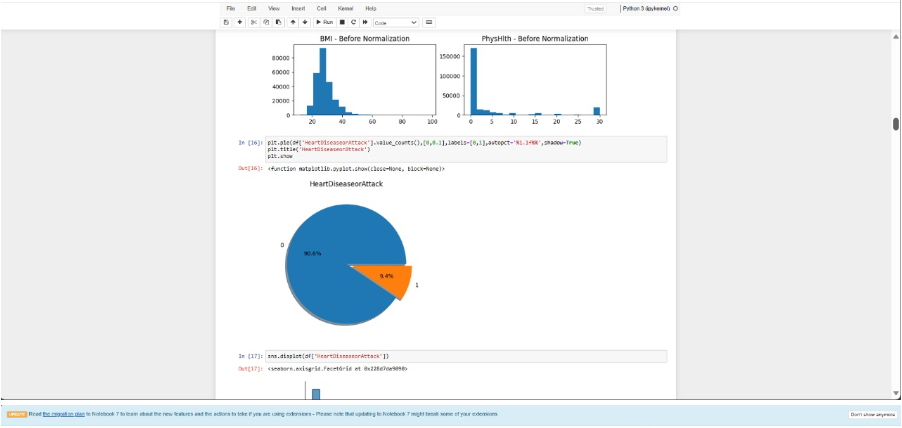 File Edit View Insert Cell Kernel Help Trusted Python 3 (ipykernel)
Run Code
BMI - Before Normalization PhysHlth - Before Normalization
80000
60000
40000
20000
0
20 40 60 80 100
150000
100000
50000
0
0 5 10 15 20 25 30
In [16]: plt.pie(df['HeartDiseaseorAttack'].value_counts(),[0,0.1],labels=[0,1],autopct='%1.1f%%',shadow=True)
plt.title('HeartDiseaseorAttack')
plt.show
Out[16]: <function matplotlib.pyplot.show(close=None, block=None)>
HeartDiseaseorAttack
0
90.6%
9.4%
1
In [17]: sns.displot(df["HeartDiseaseorAttack"])
Out[17]: <seaborn.axisgrid.FacetGrid at
UPDATE Read the migration plan to Notebook 7 to learn about the new features and the actions to take if you are using extensions - Please note that updating to Notebook 7 might break some of your extensions. Don't show anymore